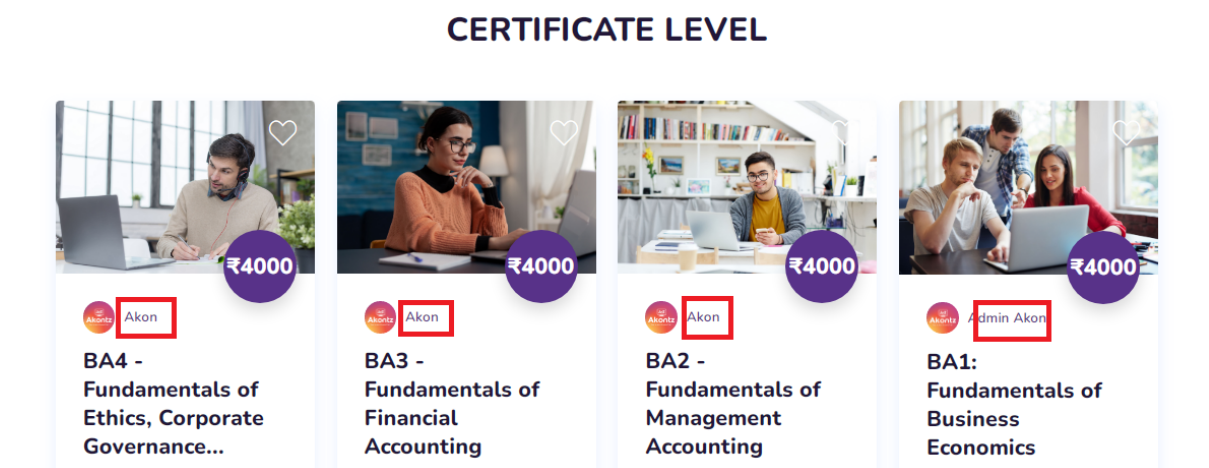 CERTIFICATE LEVEL
₹4000
₹4000
₹4000
₹4000
Akontz
Akon
Akontz
Akon
Akontz
Akon
Akontz
Admin Akon
BA4 -
Fundamentals of
Ethics, Corporate
Governance...
BA3 -
Fundamentals of
Financial
Accounting
BA2 -
Fundamentals of
Management
Accounting
BA1:
Fundamentals of
Business
Economics